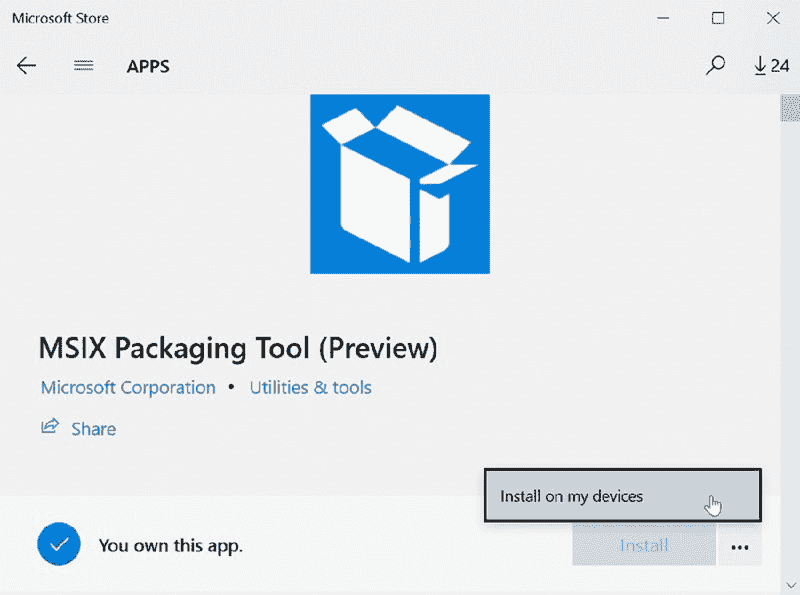 Microsoft Store
APPS
24
MSIX Packaging Tool (Preview)
Microsoft Corporation • Utilities & tools
Share
Install on my devices
You own this app.
Install